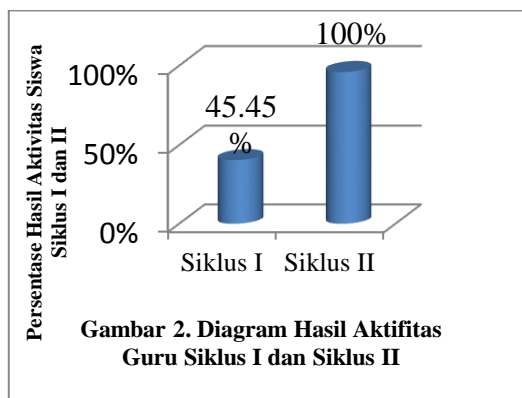 Persentase Hasil Aktivitas Siswa
Siklus I dan II
100%
50%
0%
45.45
%
100%
Siklus I
Siklus II
Gambar 2. Diagram Hasil Aktifitas
Guru Siklus I dan Siklus II